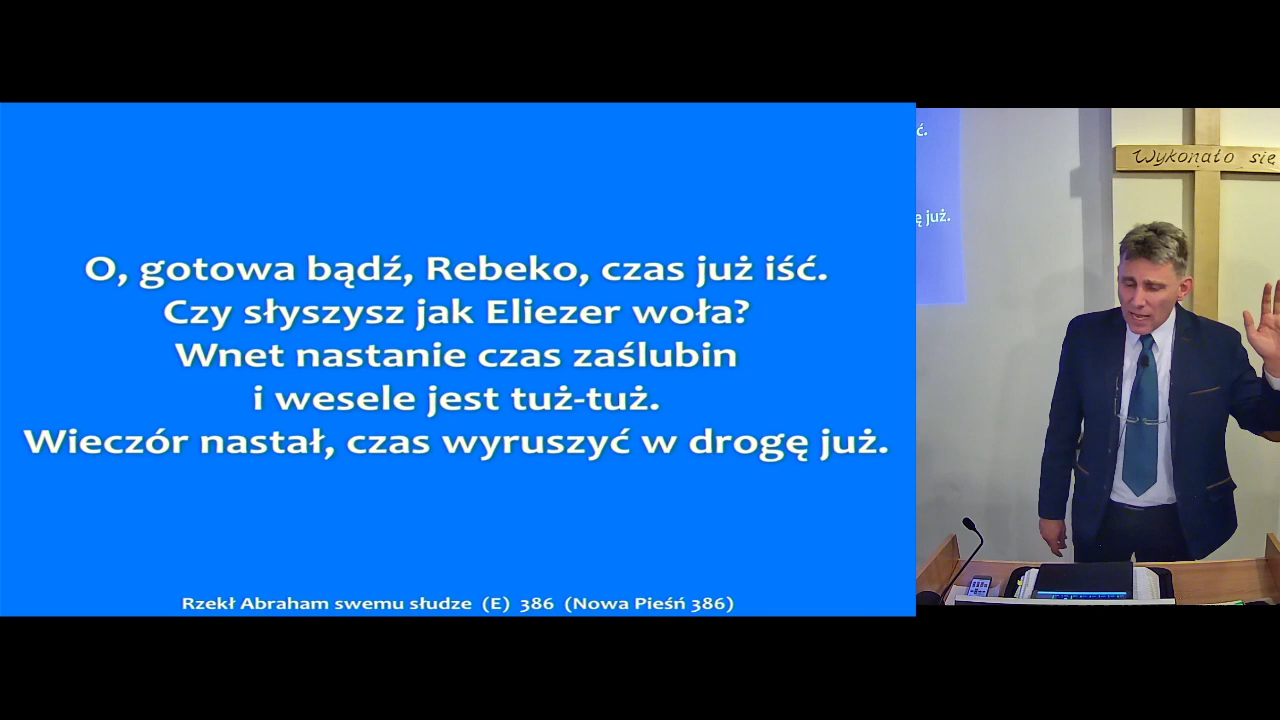 O, gotowa bądź, Rebeko, czas już iść.
Czy słyszysz jak Eliezer woła?
Wnet nastanie czas zaślubin
i wesele jest tuż-tuż.
Wieczór nastał, czas wyruszyć w drogę już.
Rzekł Abraham swemu słudze (E) 386 (Nowa Pieśń 386)
ć.
ę już.
Wykonało się